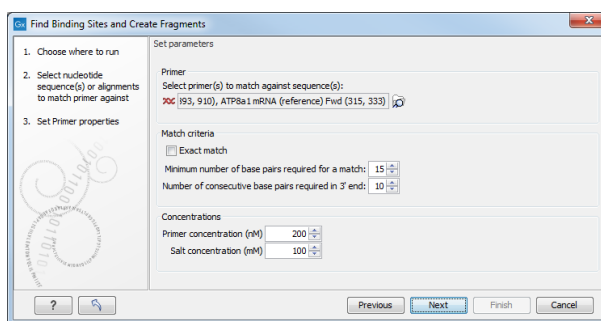 Gx Find Binding Sites and Create Fragments
1. Choose where to run
2. Select nucleotide
sequence(s) or alignments
to match primer against
3. Set Primer properties
Set parameters
Primer
Select primer(s) to match against sequence(s):
393, 910), ATP8a1 mRNA (reference) Fwd (315, 333)
Match criteria
Exact match
Minimum number of base pairs required for a match: 15
Number of consecutive base pairs required in 3' end: 10
Concentrations
Primer concentration (nM) 200
Salt concentration (mM) 100
? Previous Next Finish Cancel